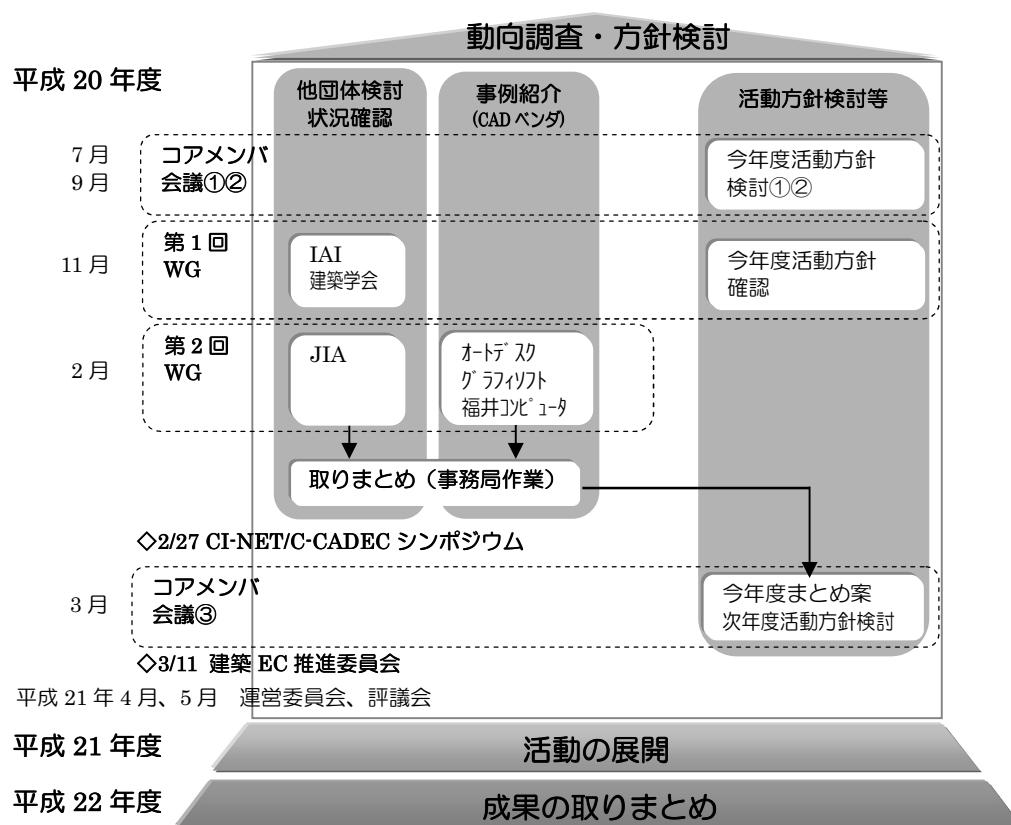 動向調査・方針検討
平成 20 年度
他団体検討
状況確認
事例紹介
(CAD ベンダ)
活動方針検討等
7 月
9 月
コアメンバ
会議①②
今年度活動方針
検討①②
11 月
第 1 回
WG
IAI
建築学会
今年度活動方針
確認
2 月
第 2 回
WG
JIA
ｵｰﾄﾃﾞｽｸ
ｸﾞﾗﾌｨｿﾌﾄ
福井ｺﾝﾋﾟｭｰﾀ
取りまとめ（事務局作業）
◇2/27 CI-NET/C-CADEC シンポジウム
3 月
コアメンバ
会議③
今年度まとめ案
次年度活動方針検討
◇3/11 建築 EC 推進委員会
平成 21 年 4 月、5 月　運営委員会、評議会
平成 21 年度
活動の展開
平成 22 年度
成果の取りまとめ